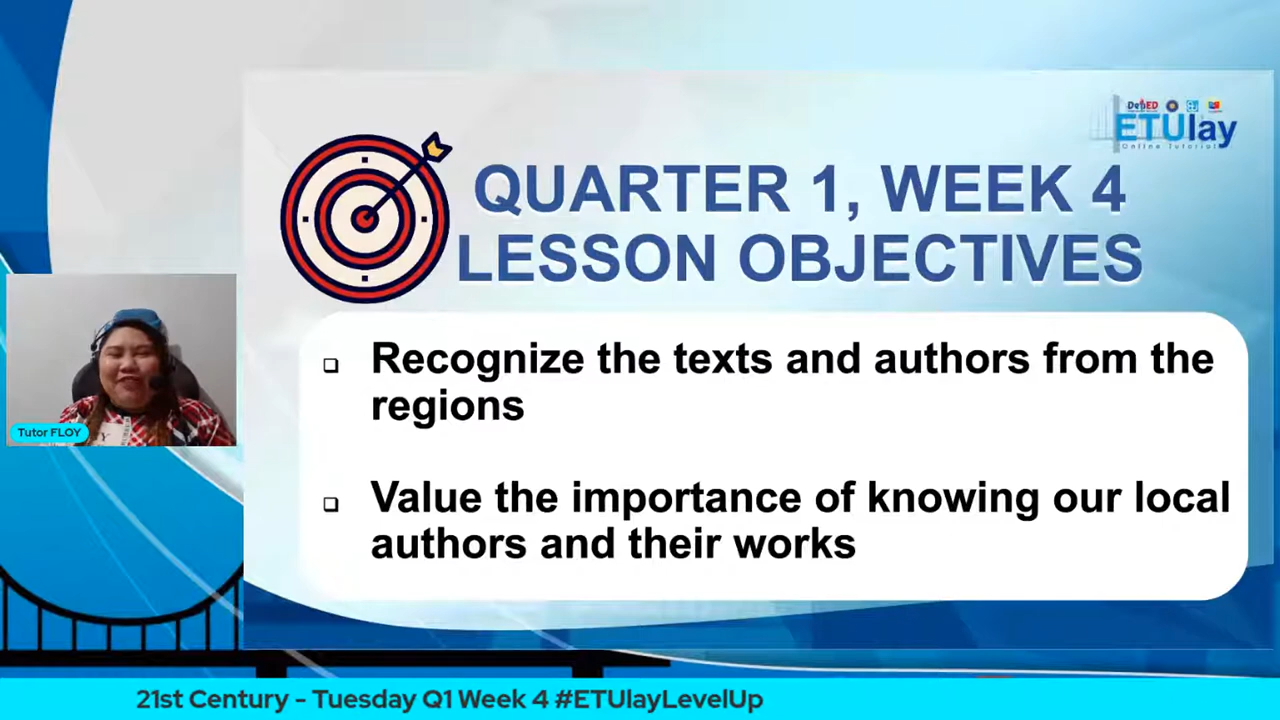 DepED
ETUlay
Online Tutorial
QUARTER 1, WEEK 4
LESSON OBJECTIVES
Recognize the texts and authors from the
regions
Value the importance of knowing our local
authors and their works
Tutor FLOY
21st Century - Tuesday Q1 Week 4 #ETUlayLevelUp